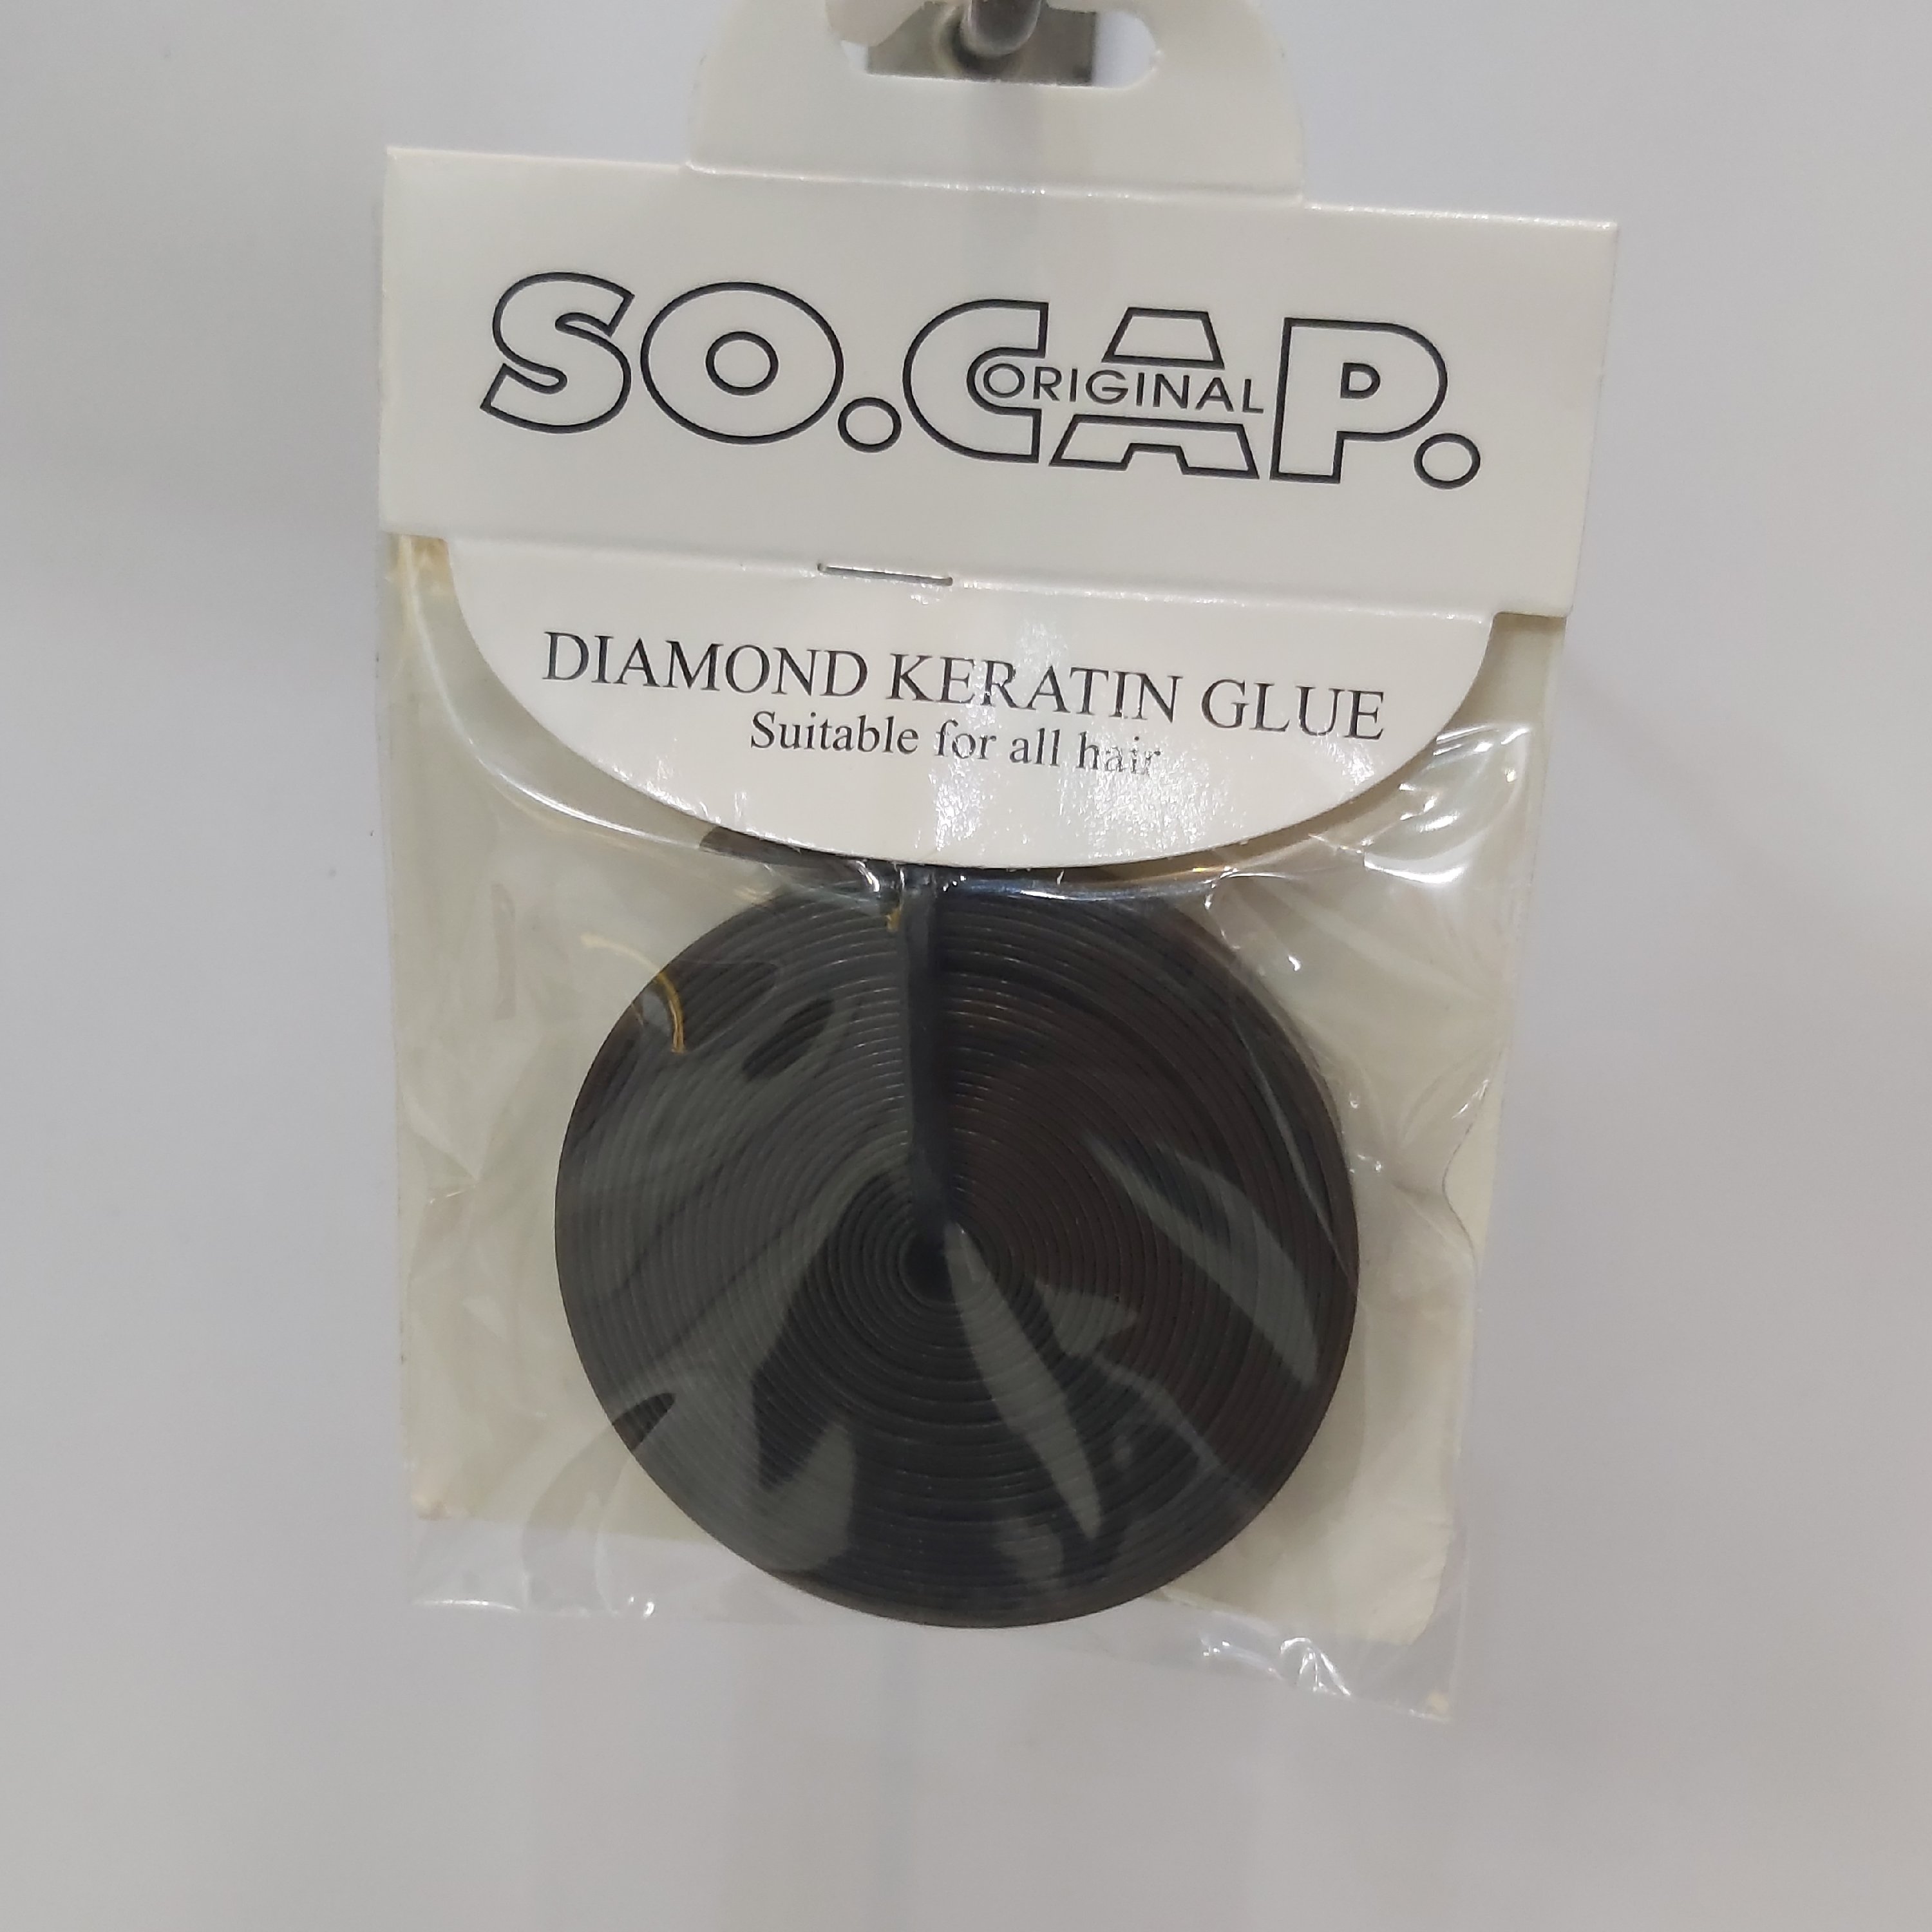 SO.CAP.
ORIGINAL
DIAMOND KERATIN GLUE
Suitable for all hair